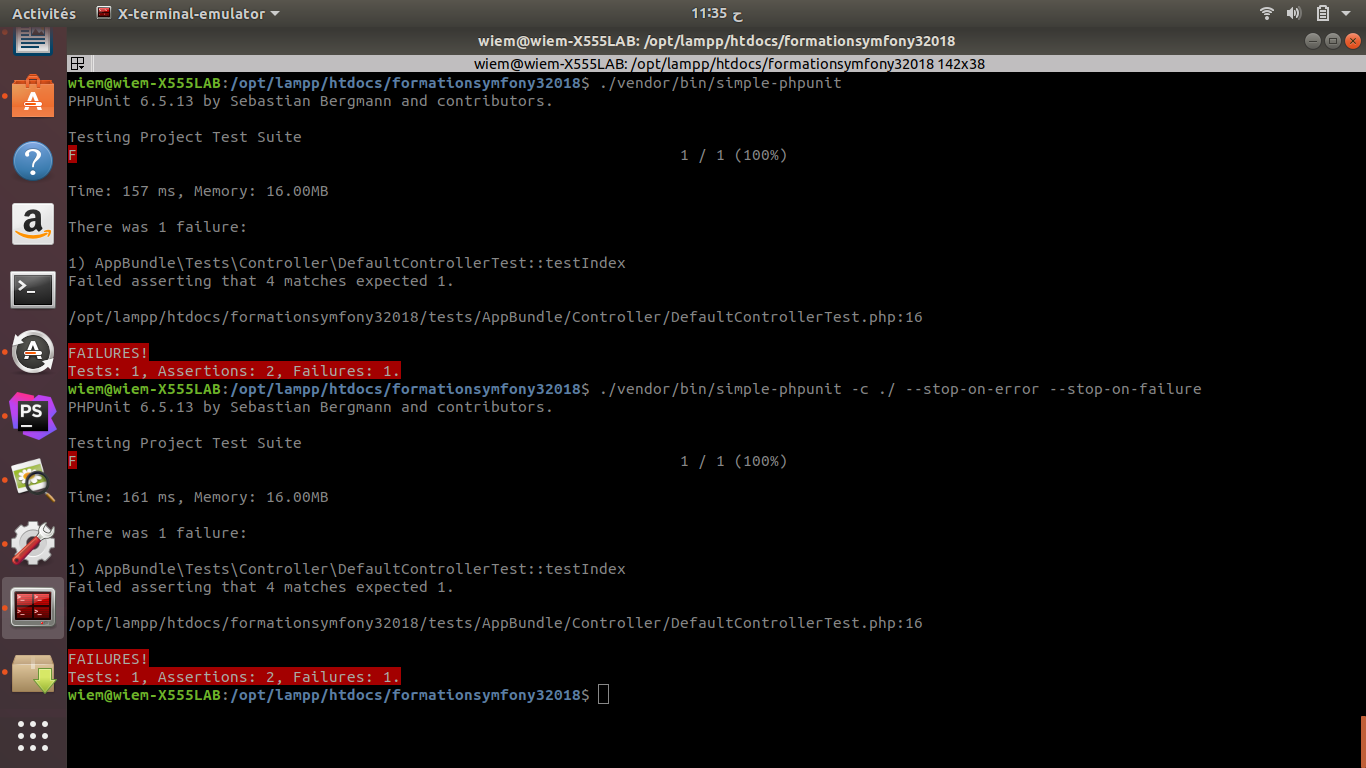 Activités
X-terminal-emulator
11:35 ح
wiem@wiem-X555LAB: /opt/lampp/htdocs/formationsymfony32018
wiem@wiem-X555LAB: /opt/lampp/htdocs/formationsymfony32018 142x38
wiem@wiem-X555LAB:/opt/lampp/htdocs/formationsymfony32018$ ./vendor/bin/simple-phpunit
PHPUnit 6.5.13 by Sebastian Bergmann and contributors.
Testing Project Test Suite
F 1 / 1 (100%)
Time: 157 ms, Memory: 16.00MB
There was 1 failure:
1) AppBundle\Tests\Controller\DefaultControllerTest::testIndex
Failed asserting that 4 matches expected 1.
/opt/lampp/htdocs/formationsymfony32018/tests/AppBundle/Controller/DefaultControllerTest.php:16
FAILURES!
Tests: 1, Assertions: 2, Failures: 1.
wiem@wiem-X555LAB:/opt/lampp/htdocs/formationsymfony32018$ ./vendor/bin/simple-phpunit -c ./ --stop-on-error --stop-on-failure
PHPUnit 6.5.13 by Sebastian Bergmann and contributors.
Testing Project Test Suite
F 1 / 1 (100%)
Time: 161 ms, Memory: 16.00MB
There was 1 failure:
1) AppBundle\Tests\Controller\DefaultControllerTest::testIndex
Failed asserting that 4 matches expected 1.
/opt/lampp/htdocs/formationsymfony32018/tests/AppBundle/Controller/DefaultControllerTest.php:16
FAILURES!
Tests: 1, Assertions: 2, Failures: 1.
wiem@wiem-X555LAB:/opt/lampp/htdocs/formationsymfony32018$